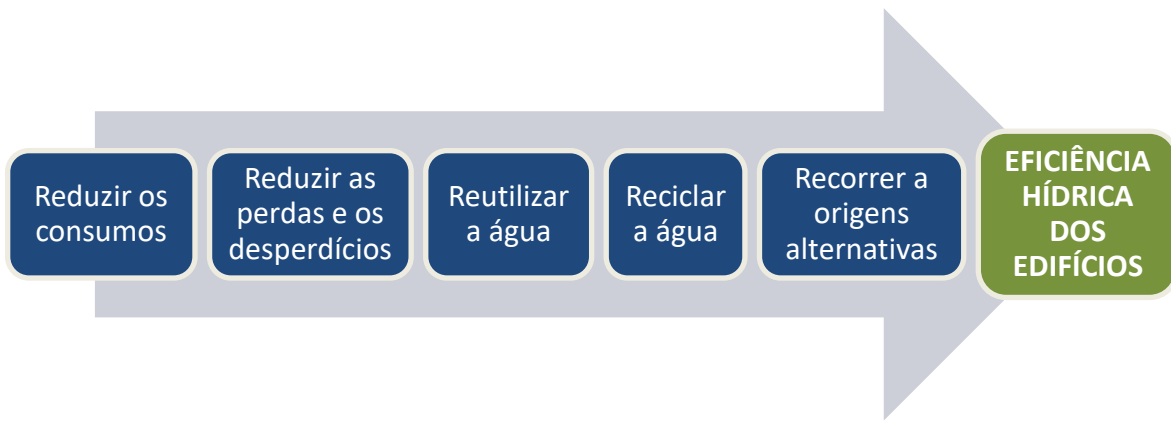 Reduzir os
consumos
Reduzir as
perdas e os
desperdícios
Reutilizar
a água
Reciclar
a água
Recorrer a
origens
alternativas
EFICIÊNCIA
HÍDRICA
DOS
EDIFÍCIOS